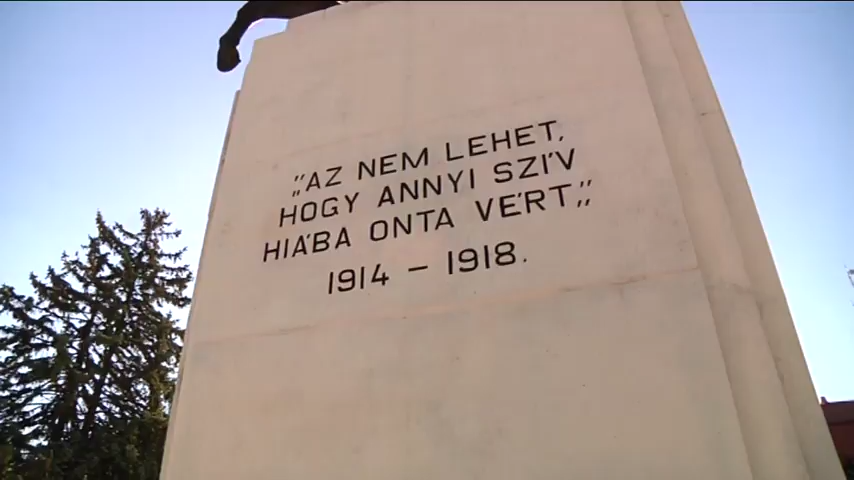 „AZ NEM LEHET,
HOGY ANNYI SZÍV
HIÁBA ONTA VÉRT„
1914 – 1918.